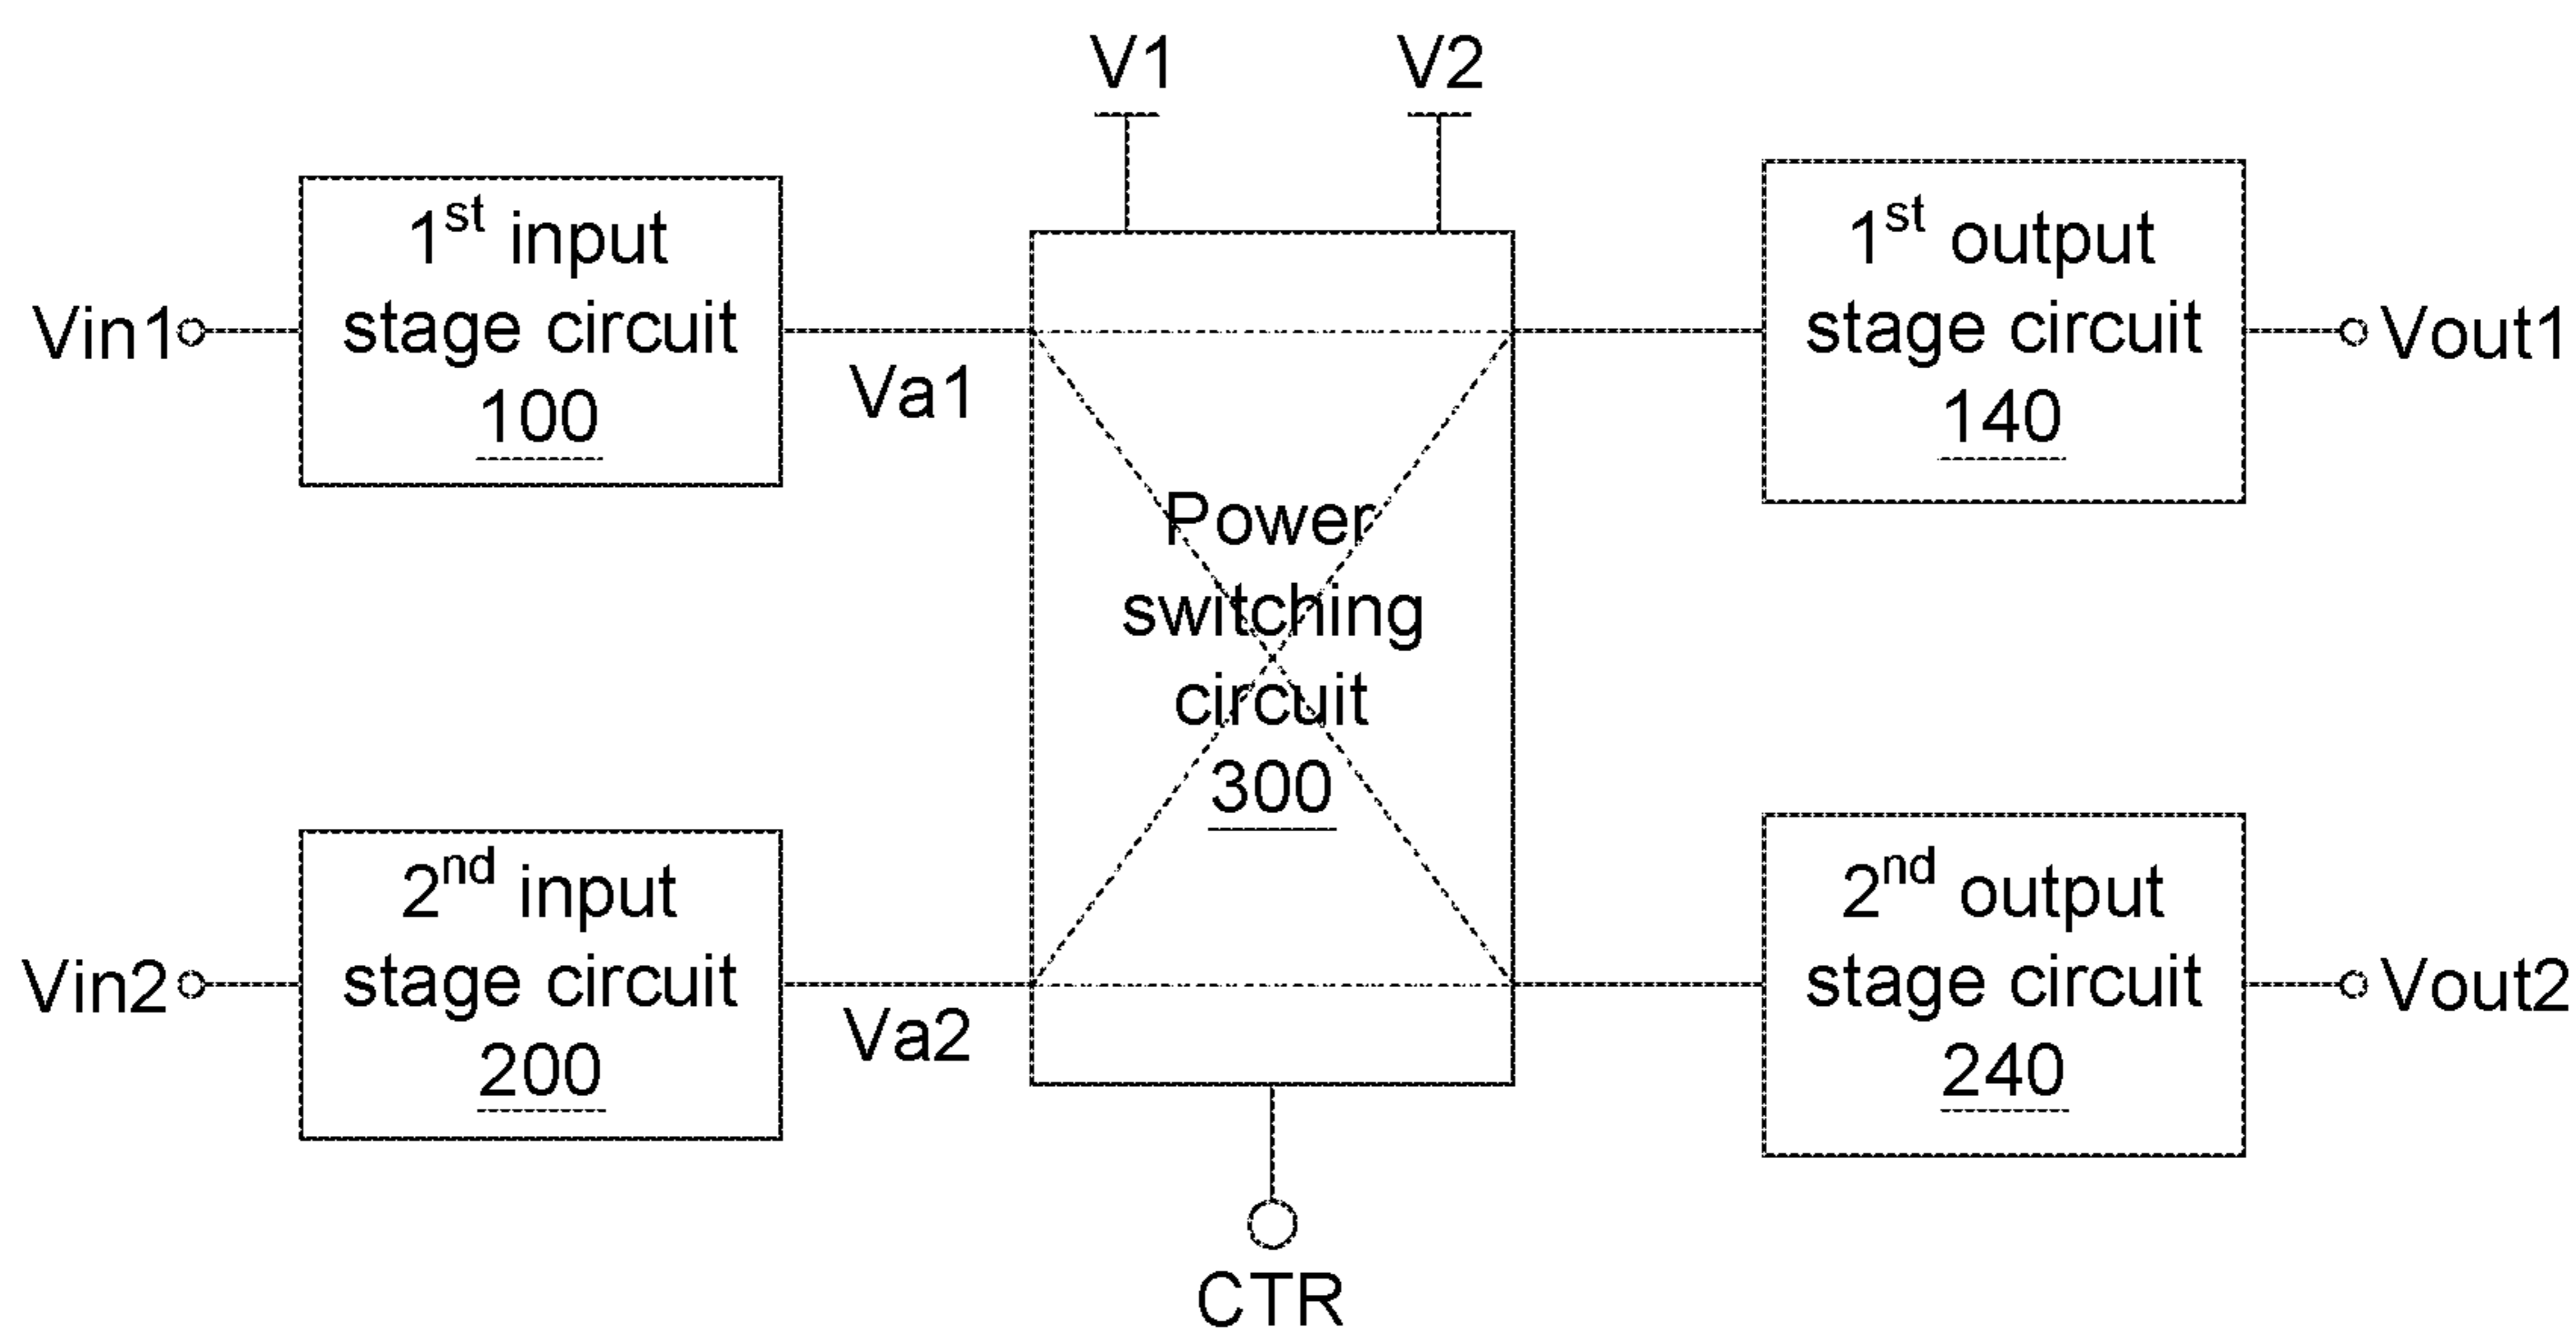 V1
V2
1st input
stage circuit
100
Vin1
Va1
Power
switching
circuit
300
1st output
stage circuit
140
Vout1
2nd input
stage circuit
200
Vin2
Va2
2nd output
stage circuit
240
Vout2
CTR